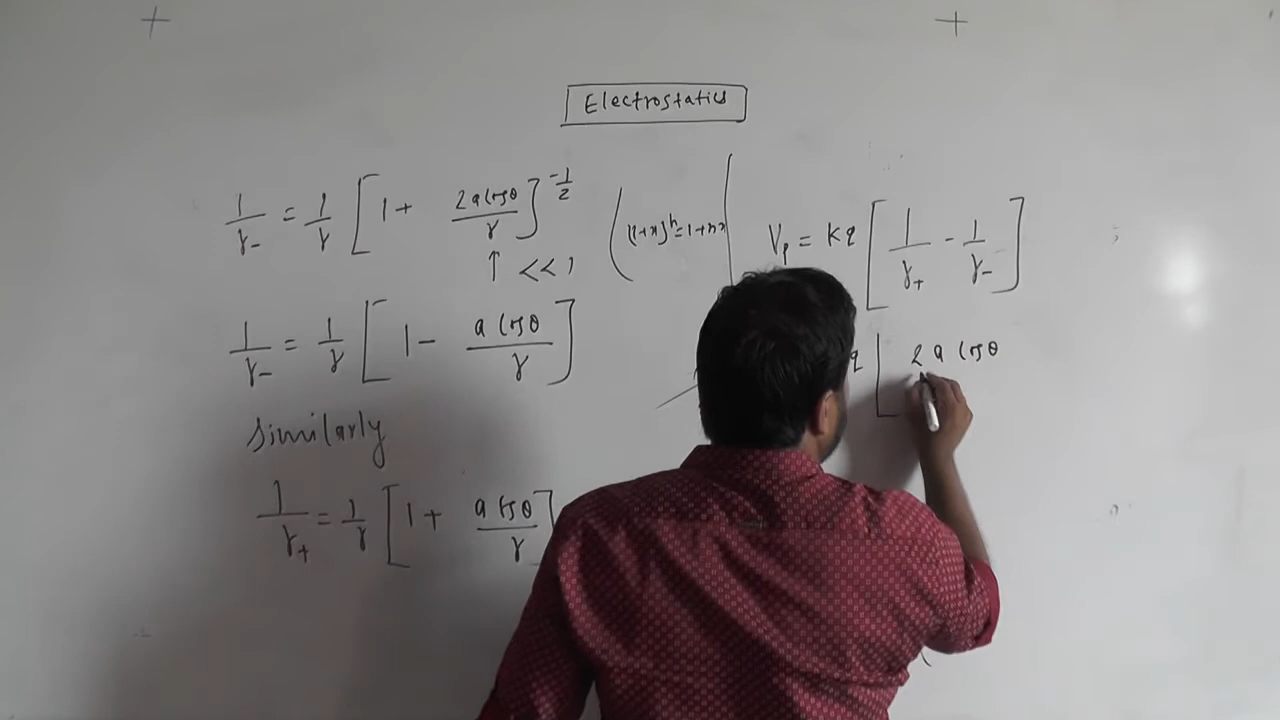 Electrostatics
1/r₋ = 1/r [1 + 2a cosθ/r]^(-1/2)
↑ << 1
((1+x)ⁿ = 1+nx
1/r₋ = 1/r [1 - a cosθ/r]
Similarly
1/r₊ = 1/r [1 + a cosθ/r]
Vₚ = Kq [1/r₊ - 1/r₋]
q [2 a cosθ